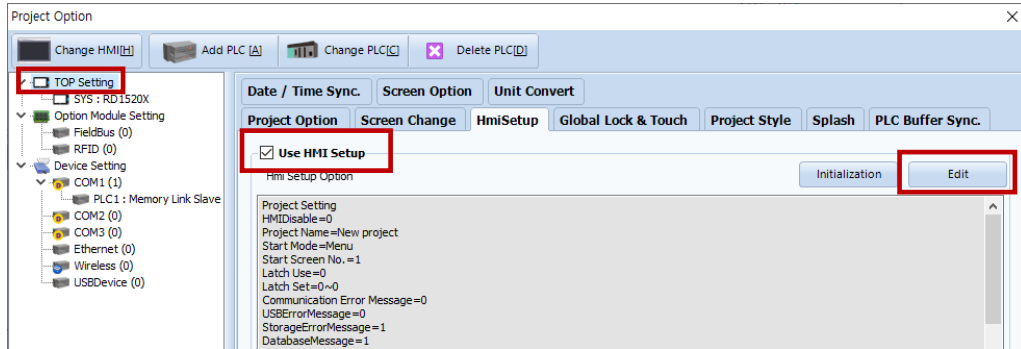 Project Option
Change HMI[H] Add PLC [A] Change PLC[C] Delete PLC[D]
TOP Setting
SYS : RD1520X
Option Module Setting
FieldBus (0)
RFID (0)
Device Setting
COM1 (1)
PLC1 : Memory Link Slave
COM2 (0)
COM3 (0)
Ethernet (0)
Wireless (0)
USBDevice (0)
Date / Time Sync. Screen Option Unit Convert
Project Option Screen Change HmiSetup Global Lock & Touch Project Style Splash PLC Buffer Sync.
Use HMI Setup
Hmi Setup Option Initialization Edit
Project Setting
HMIDisable=0
Project Name=New project
Start Mode=Menu
Start Screen No.=1
Latch Use=0
Latch Set=0~0
Communication Error Message=0
USBErrorMessage=0
StorageErrorMessage=1
DatabaseMessage=1